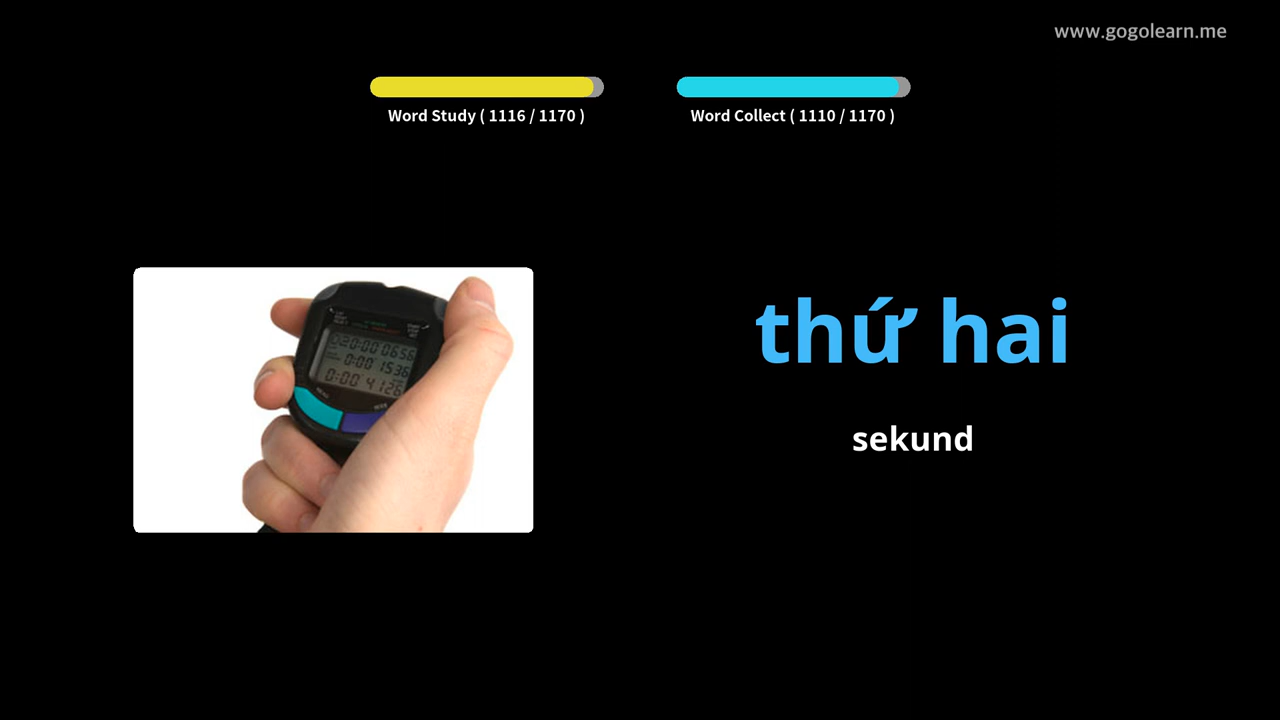 www.gogolearn.me
Word Study ( 1116 / 1170 )
Word Collect ( 1110 / 1170 )
thứ hai
sekund